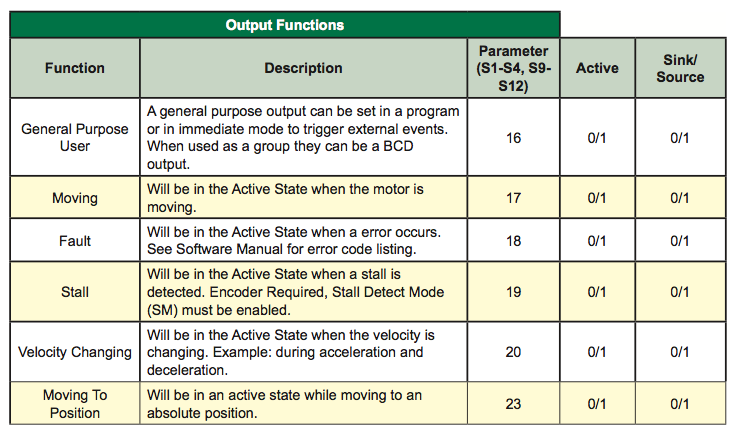 Output Functions
Function Description Parameter (S1-S4, S9-S12) Active Sink/Source
General Purpose User
A general purpose output can be set in a program
or in immediate mode to trigger external events.
When used as a group they can be a BCD
output.
16 0/1 0/1
Moving
Will be in the Active State when the motor is
moving.
17 0/1 0/1
Fault
Will be in the Active State when a error occurs.
See Software Manual for error code listing.
18 0/1 0/1
Stall
Will be in the Active State when a stall is
detected. Encoder Required, Stall Detect Mode
(SM) must be enabled.
19 0/1 0/1
Velocity Changing
Will be in the Active State when the velocity is
changing. Example: during acceleration and
deceleration.
20 0/1 0/1
Moving To
Position
Will be in an active state while moving to an
absolute position.
23 0/1 0/1